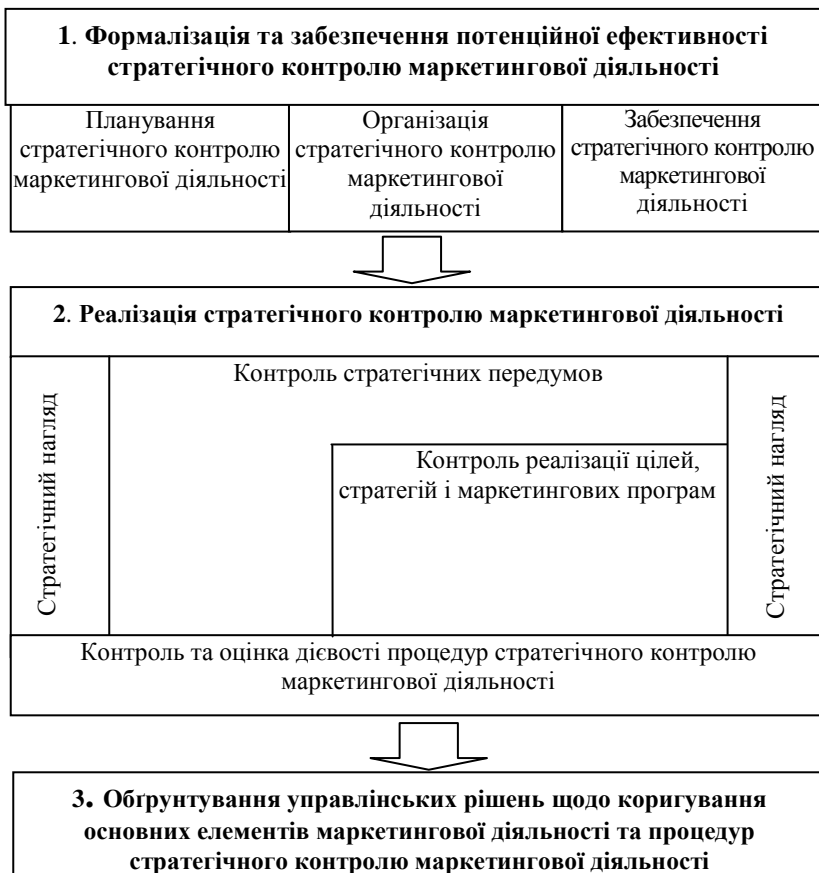 1. Формалізація та забезпечення потенційної ефективності
стратегічного контролю маркетингової діяльності
Планування
стратегічного контролю
маркетингової діяльності
Організація
стратегічного контролю
маркетингової
діяльності
Забезпечення
стратегічного контролю
маркетингової
діяльності
2. Реалізація стратегічного контролю маркетингової діяльності
Стратегічний нагляд
Контроль стратегічних передумов
Контроль реалізації цілей,
стратегій і маркетингових програм
Стратегічний нагляд
Контроль та оцінка дієвості процедур стратегічного контролю
маркетингової діяльності
3. Обґрунтування управлінських рішень щодо коригування
основних елементів маркетингової діяльності та процедур
стратегічного контролю маркетингової діяльності